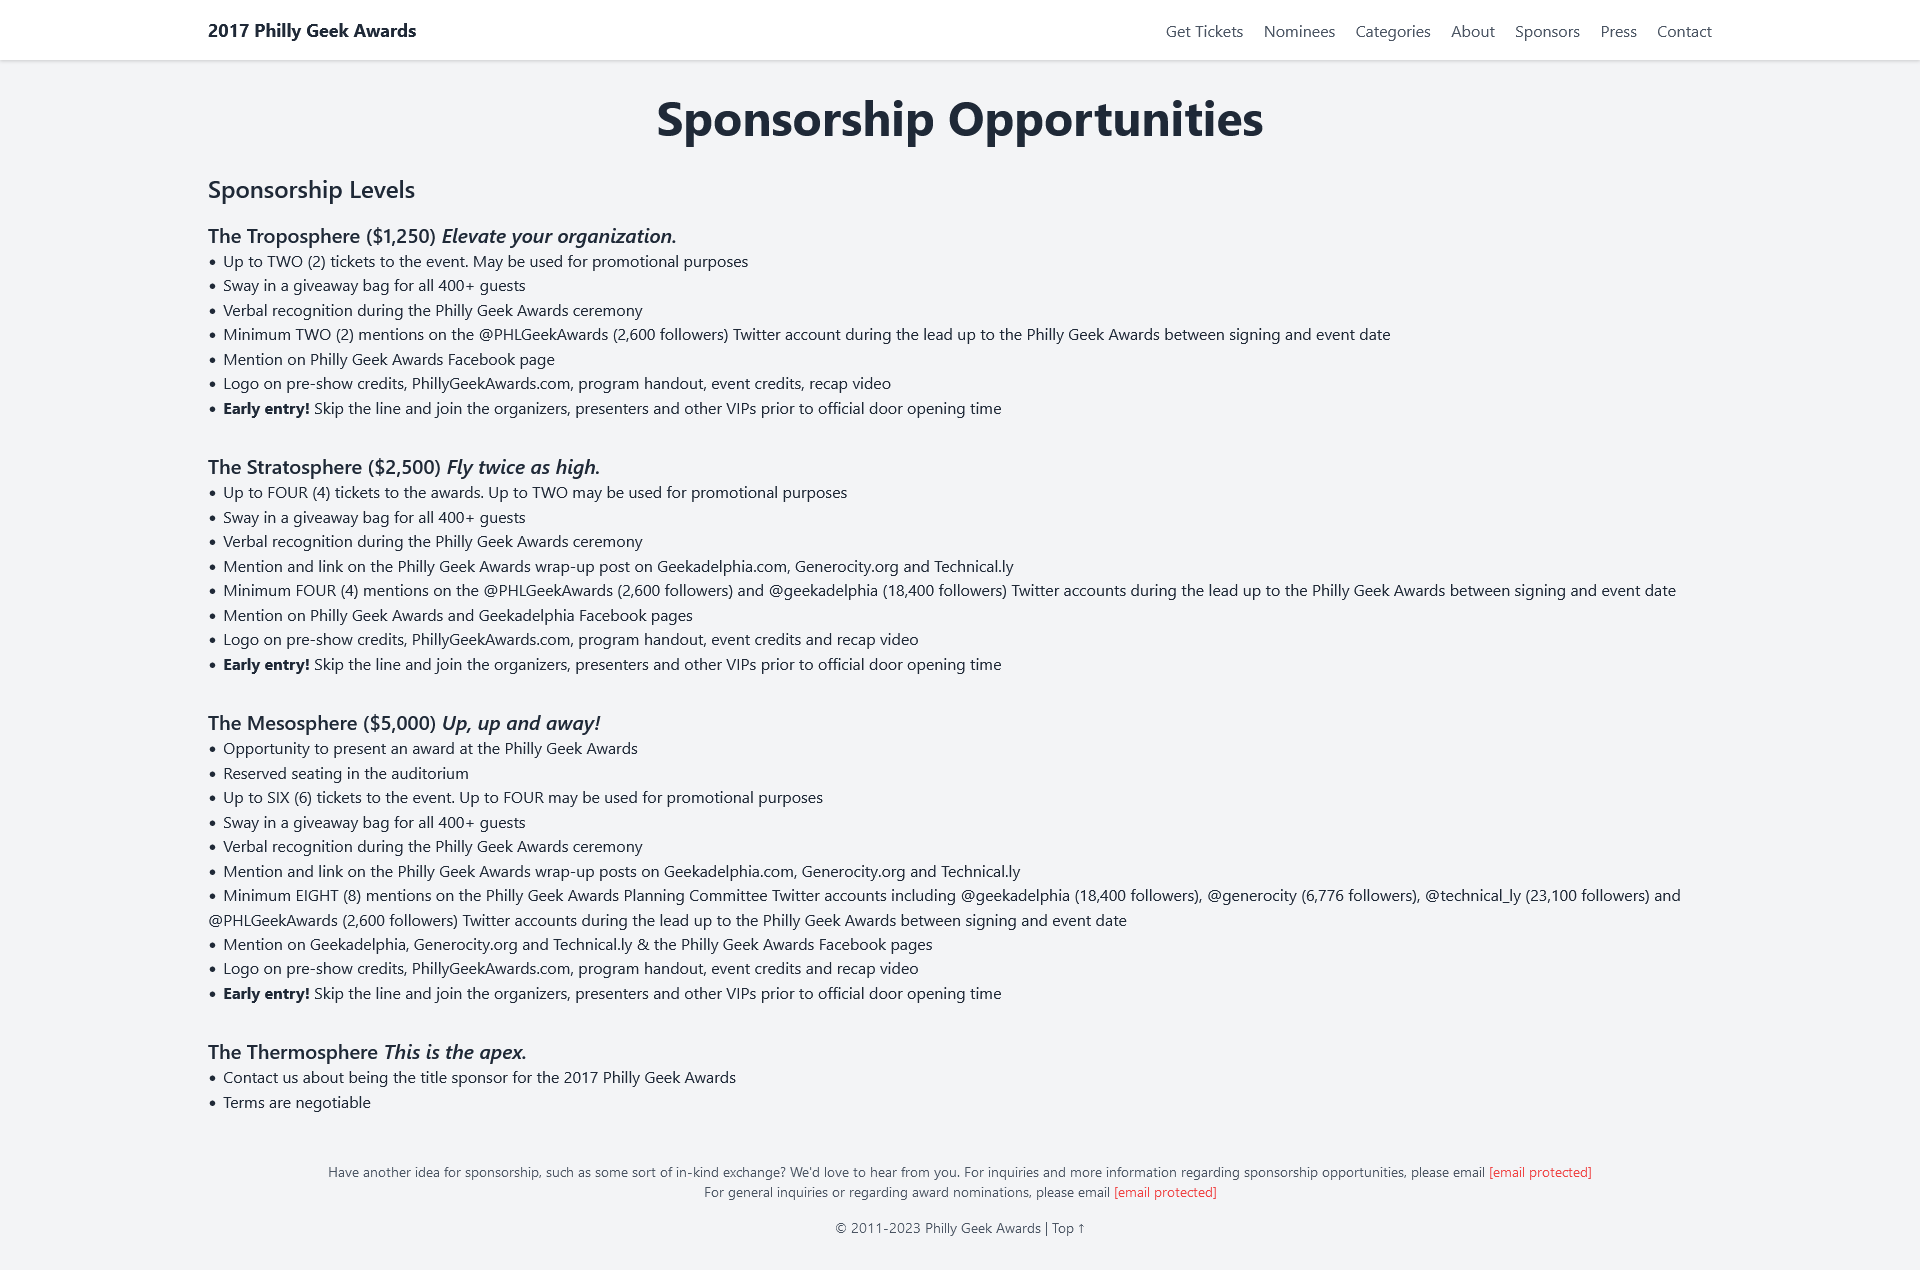 2017 Philly Geek Awards
Get Tickets Nominees Categories About Sponsors Press Contact
Sponsorship Opportunities
Sponsorship Levels
The Troposphere ($1,250) Elevate your organization.
• Up to TWO (2) tickets to the event. May be used for promotional purposes
• Sway in a giveaway bag for all 400+ guests
• Verbal recognition during the Philly Geek Awards ceremony
• Minimum TWO (2) mentions on the @PHLGeekAwards (2,600 followers) Twitter account during the lead up to the Philly Geek Awards between signing and event date
• Mention on Philly Geek Awards Facebook page
• Logo on pre-show credits, PhillyGeekAwards.com, program handout, event credits, recap video
• Early entry! Skip the line and join the organizers, presenters and other VIPs prior to official door opening time
The Stratosphere ($2,500) Fly twice as high.
• Up to FOUR (4) tickets to the awards. Up to TWO may be used for promotional purposes
• Sway in a giveaway bag for all 400+ guests
• Verbal recognition during the Philly Geek Awards ceremony
• Mention and link on the Philly Geek Awards wrap-up post on Geekadelphia.com, Generocity.org and Technical.ly
• Minimum FOUR (4) mentions on the @PHLGeekAwards (2,600 followers) and @geekadelphia (18,400 followers) Twitter accounts during the lead up to the Philly Geek Awards between signing and event date
• Mention on Philly Geek Awards and Geekadelphia Facebook pages
• Logo on pre-show credits, PhillyGeekAwards.com, program handout, event credits and recap video
• Early entry! Skip the line and join the organizers, presenters and other VIPs prior to official door opening time
The Mesosphere ($5,000) Up, up and away!
• Opportunity to present an award at the Philly Geek Awards
• Reserved seating in the auditorium
• Up to SIX (6) tickets to the event. Up to FOUR may be used for promotional purposes
• Sway in a giveaway bag for all 400+ guests
• Verbal recognition during the Philly Geek Awards ceremony
• Mention and link on the Philly Geek Awards wrap-up posts on Geekadelphia.com, Generocity.org and Technical.ly
• Minimum EIGHT (8) mentions on the Philly Geek Awards Planning Committee Twitter accounts including @geekadelphia (18,400 followers), @generocity (6,776 followers), @technical_ly (23,100 followers) and
@PHLGeekAwards (2,600 followers) Twitter accounts during the lead up to the Philly Geek Awards between signing and event date
• Mention on Geekadelphia, Generocity.org and Technical.ly & the Philly Geek Awards Facebook pages
• Logo on pre-show credits, PhillyGeekAwards.com, program handout, event credits and recap video
• Early entry! Skip the line and join the organizers, presenters and other VIPs prior to official door opening time
The Thermosphere This is the apex.
• Contact us about being the title sponsor for the 2017 Philly Geek Awards
• Terms are negotiable
Have another idea for sponsorship, such as some sort of in-kind exchange? We'd love to hear from you. For inquiries and more information regarding sponsorship opportunities, please email [email protected]
For general inquiries or regarding award nominations, please email [email protected]
© 2011-2023 Philly Geek Awards | Top ↑